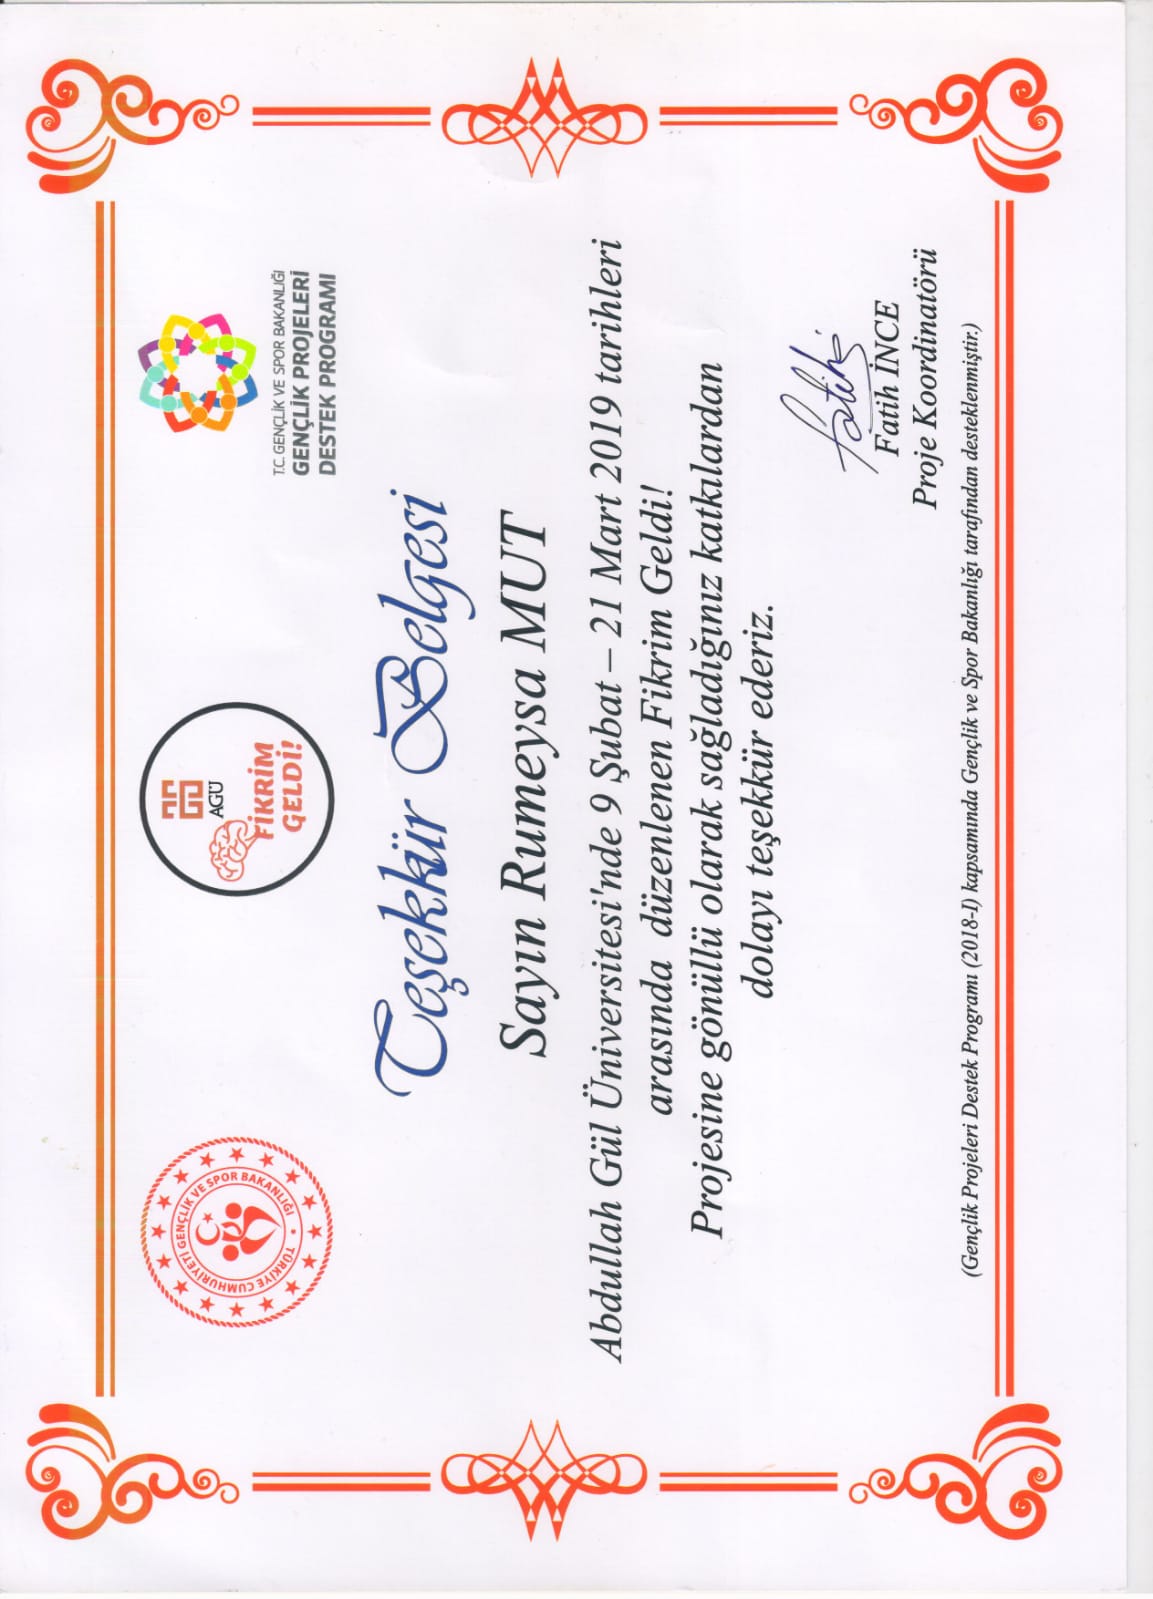 TÜRKİYE CUMHURİYETİ GENÇLİK VE SPOR BAKANLIĞI
AGÜ
FİKRİM
GELDİ!
T.C. GENÇLİK VE SPOR BAKANLIĞI
GENÇLİK PROJELERİ
DESTEK PROGRAMI
Teşekkür Belgesi
Sayın Rumeysa MUT
Abdullah Gül Üniversitesi'nde 9 Şubat – 21 Mart 2019 tarihleri
arasında düzenlenen Fikrim Geldi!
Projesine gönüllü olarak sağladığınız katkılardan
dolayı teşekkür ederiz.
Fatih
Fatih İNCE
Proje Koordinatörü
(Gençlik Projeleri Destek Programı (2018-I) kapsamında Gençlik ve Spor Bakanlığı tarafından desteklenmiştir.)